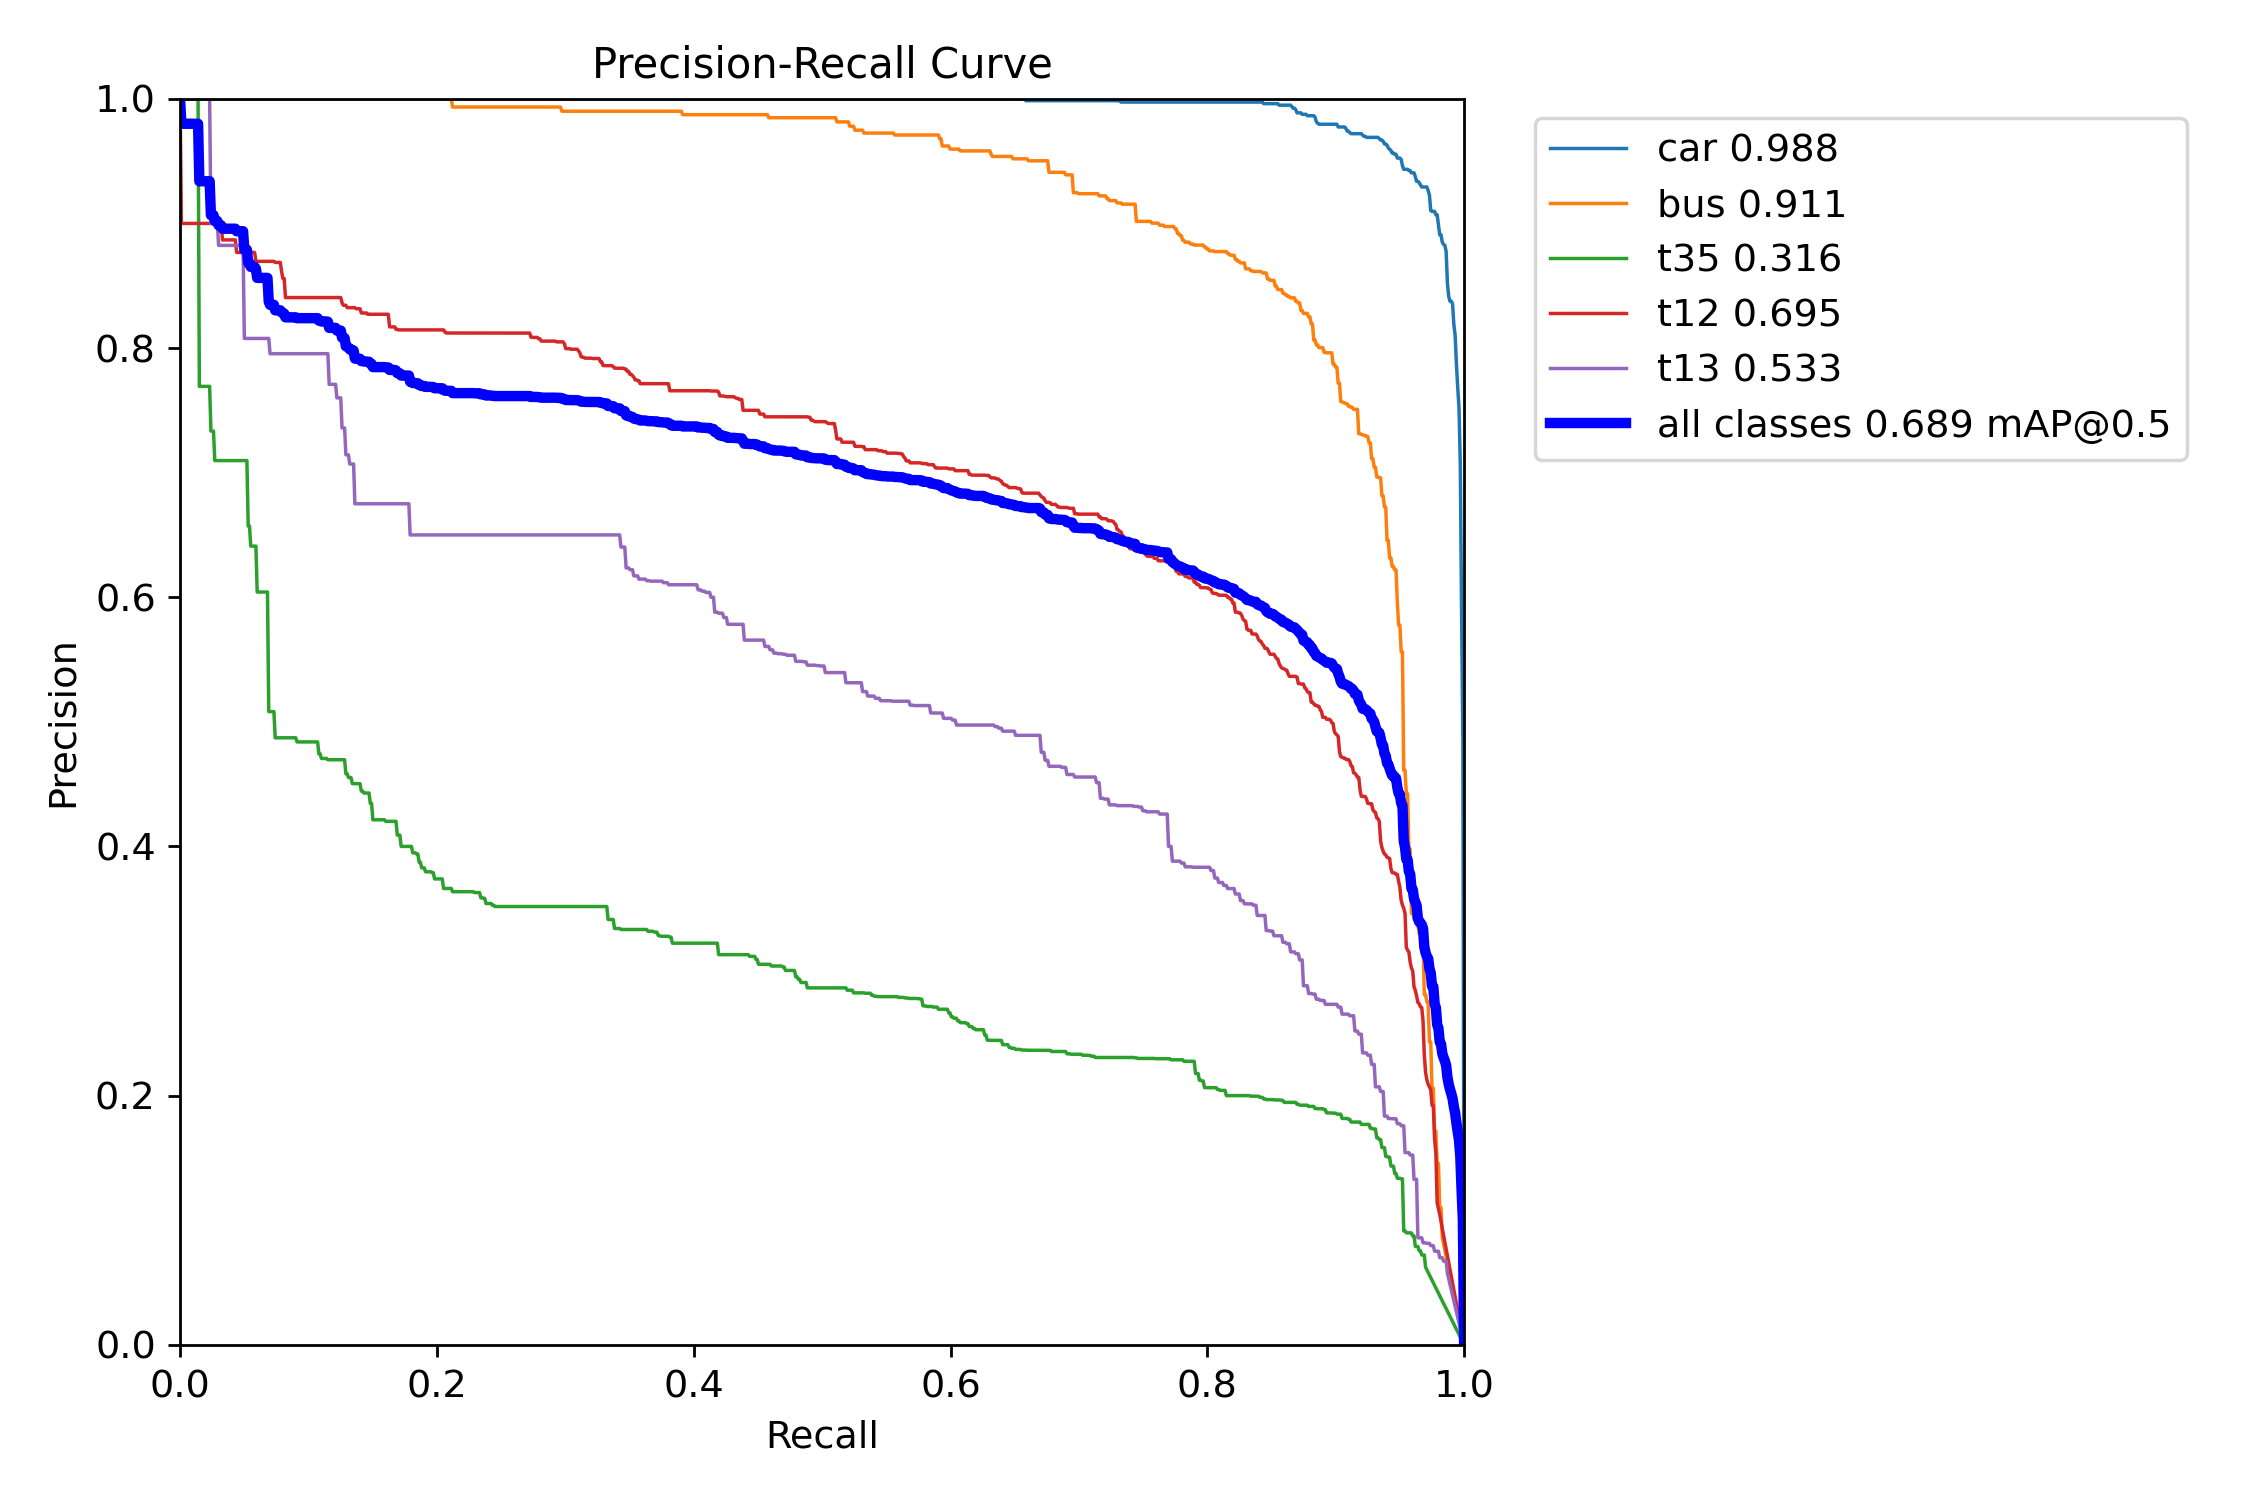 Precision-Recall Curve
1.0
0.8
0.6
0.4
0.2
0.0
Precision
0.0 0.2 0.4 0.6 0.8 1.0
Recall
car 0.988
bus 0.911
t35 0.316
t12 0.695
t13 0.533
all classes 0.689 mAP@0.5